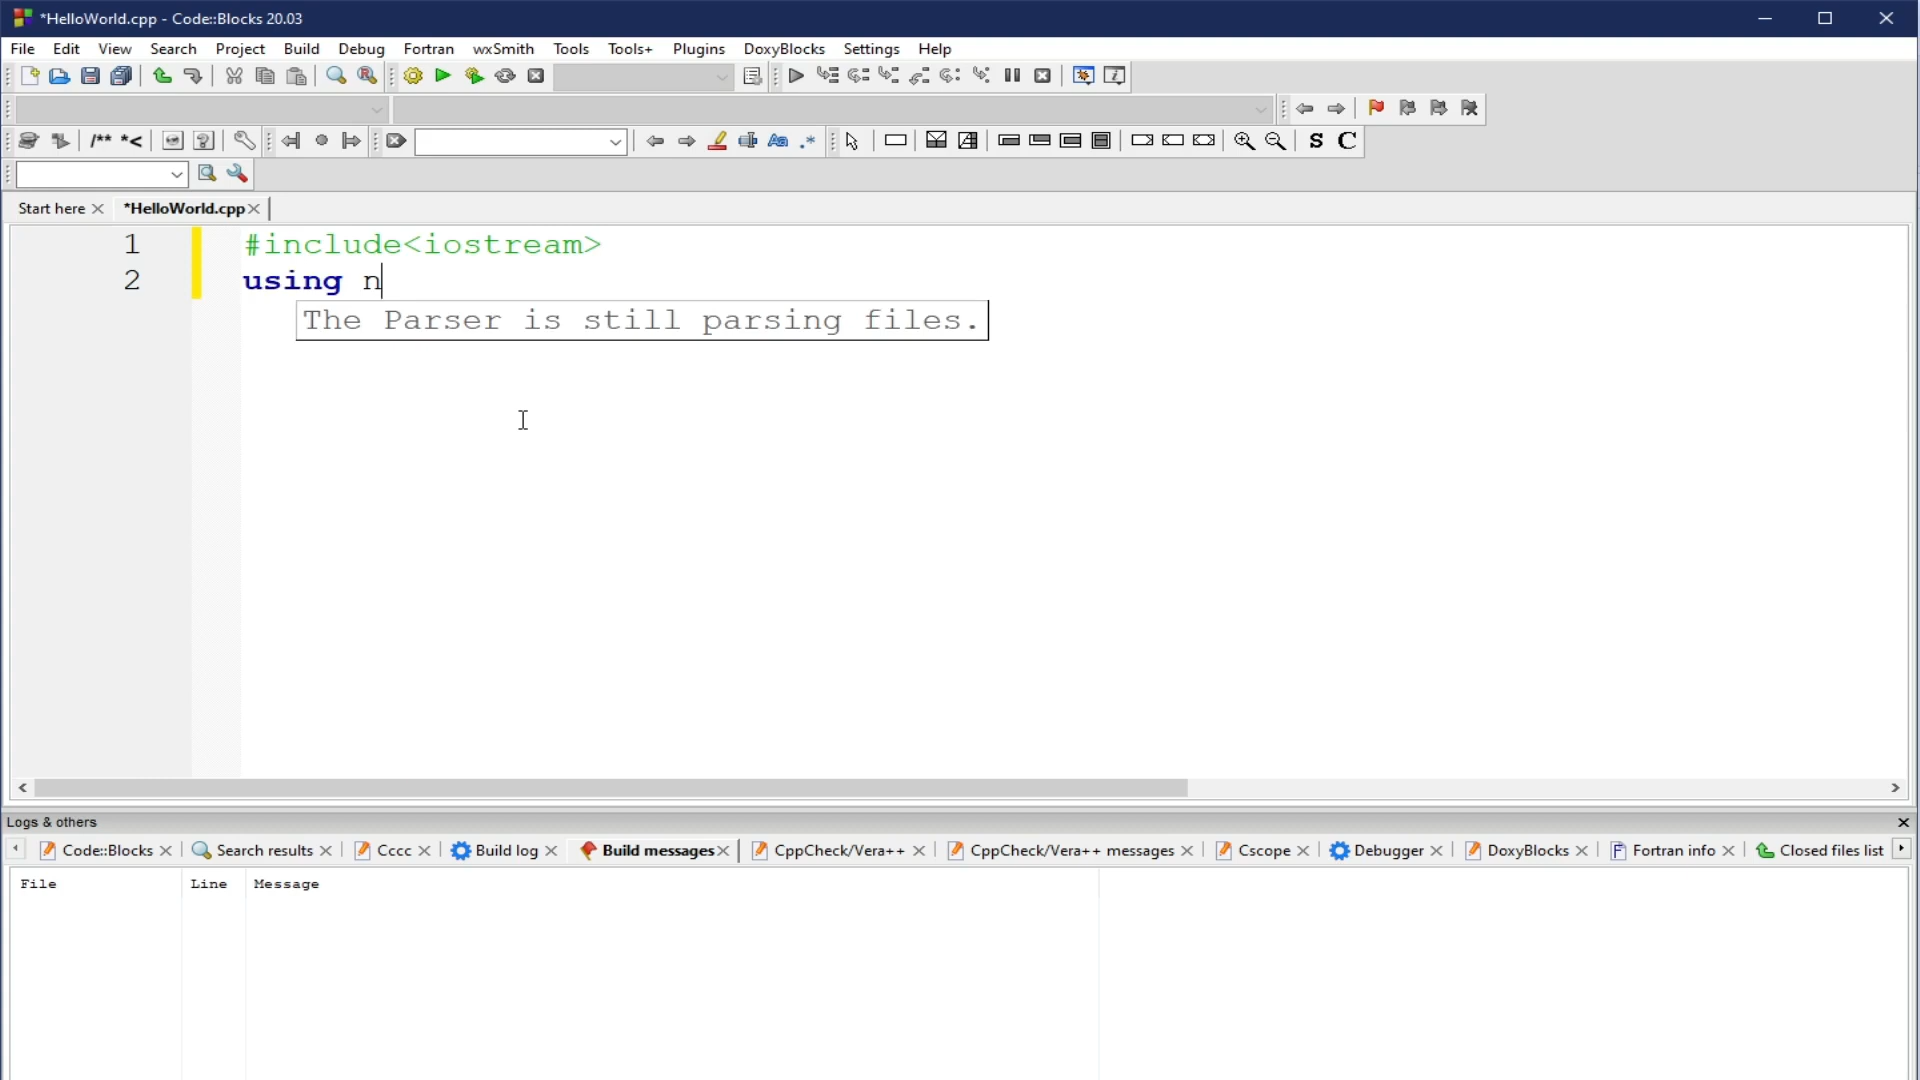 *HelloWorld.cpp - Code::Blocks 20.03
File Edit View Search Project Build Debug Fortran wxSmith Tools Tools+ Plugins DoxyBlocks Settings Help
/** *< Aa .* S C
Start here *HelloWorld.cpp
1 #include<iostream>
2 using n
The Parser is still parsing files.
Logs & others
Code::Blocks Search results Cccc Build log Build messages CppCheck/Vera++ CppCheck/Vera++ messages Cscope Debugger DoxyBlocks Fortran info Closed files list
File Line Message